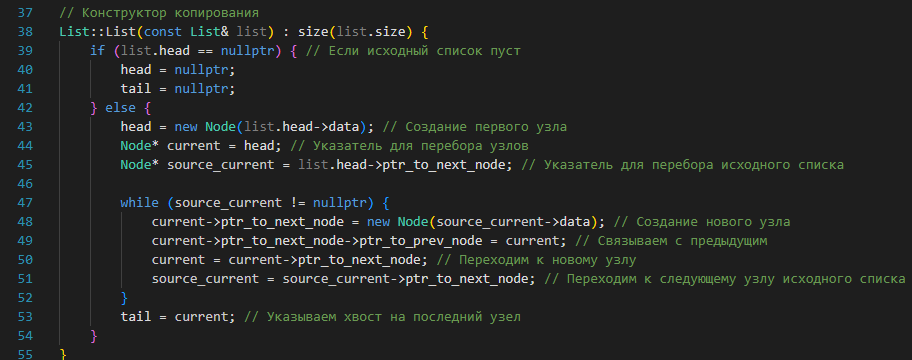 37 // Конструктор копирования
38 List::List(const List& list) : size(list.size) {
39     if (list.head == nullptr) { // Если исходный список пуст
40         head = nullptr;
41         tail = nullptr;
42     } else {
43         head = new Node(list.head->data); // Создание первого узла
44         Node* current = head; // Указатель для перебора узлов
45         Node* source_current = list.head->ptr_to_next_node; // Указатель для перебора исходного списка
46
47         while (source_current != nullptr) {
48             current->ptr_to_next_node = new Node(source_current->data); // Создание нового узла
49             current->ptr_to_next_node->ptr_to_prev_node = current; // Связываем с предыдущим
50             current = current->ptr_to_next_node; // Переходим к новому узлу
51             source_current = source_current->ptr_to_next_node; // Переходим к следующему узлу исходного списка
52         }
53         tail = current; // Указываем хвост на последний узел
54     }
55 }